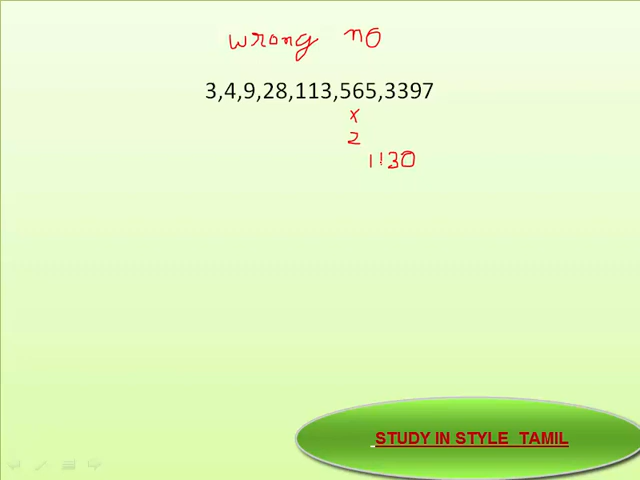 wrong no
3,4,9,28,113,565,3397
x
2
1130
STUDY IN STYLE TAMIL